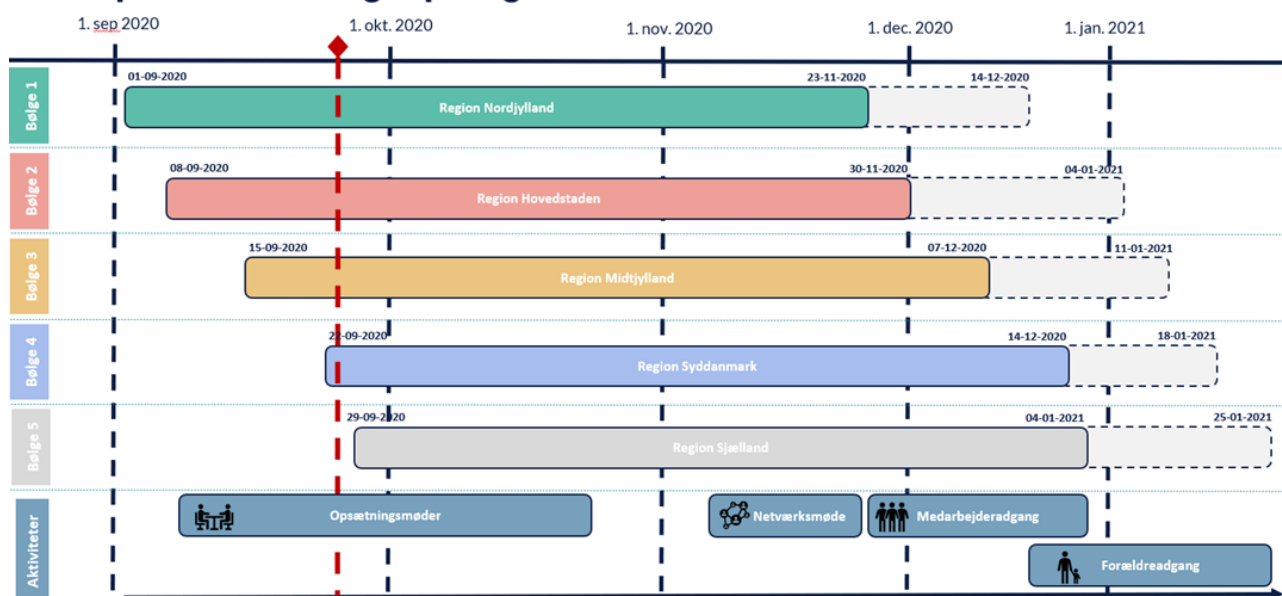 1. sep 2020
1. okt. 2020
1. nov. 2020
1. dec. 2020
1. jan. 2021
Bølge 1
01-09-2020
23-11-2020
14-12-2020
Region Nordjylland
Bølge 2
08-09-2020
30-11-2020
04-01-2021
Region Hovedstaden
Bølge 3
15-09-2020
07-12-2020
11-01-2021
Region Midtjylland
Bølge 4
22-09-2020
14-12-2020
18-01-2021
Region Syddanmark
Bølge 5
29-09-2020
04-01-2021
25-01-2021
Region Sjælland
Aktiviteter
Opsætningsmøder
Netværksmøde
Medarbejderadgang
Forældreadgang